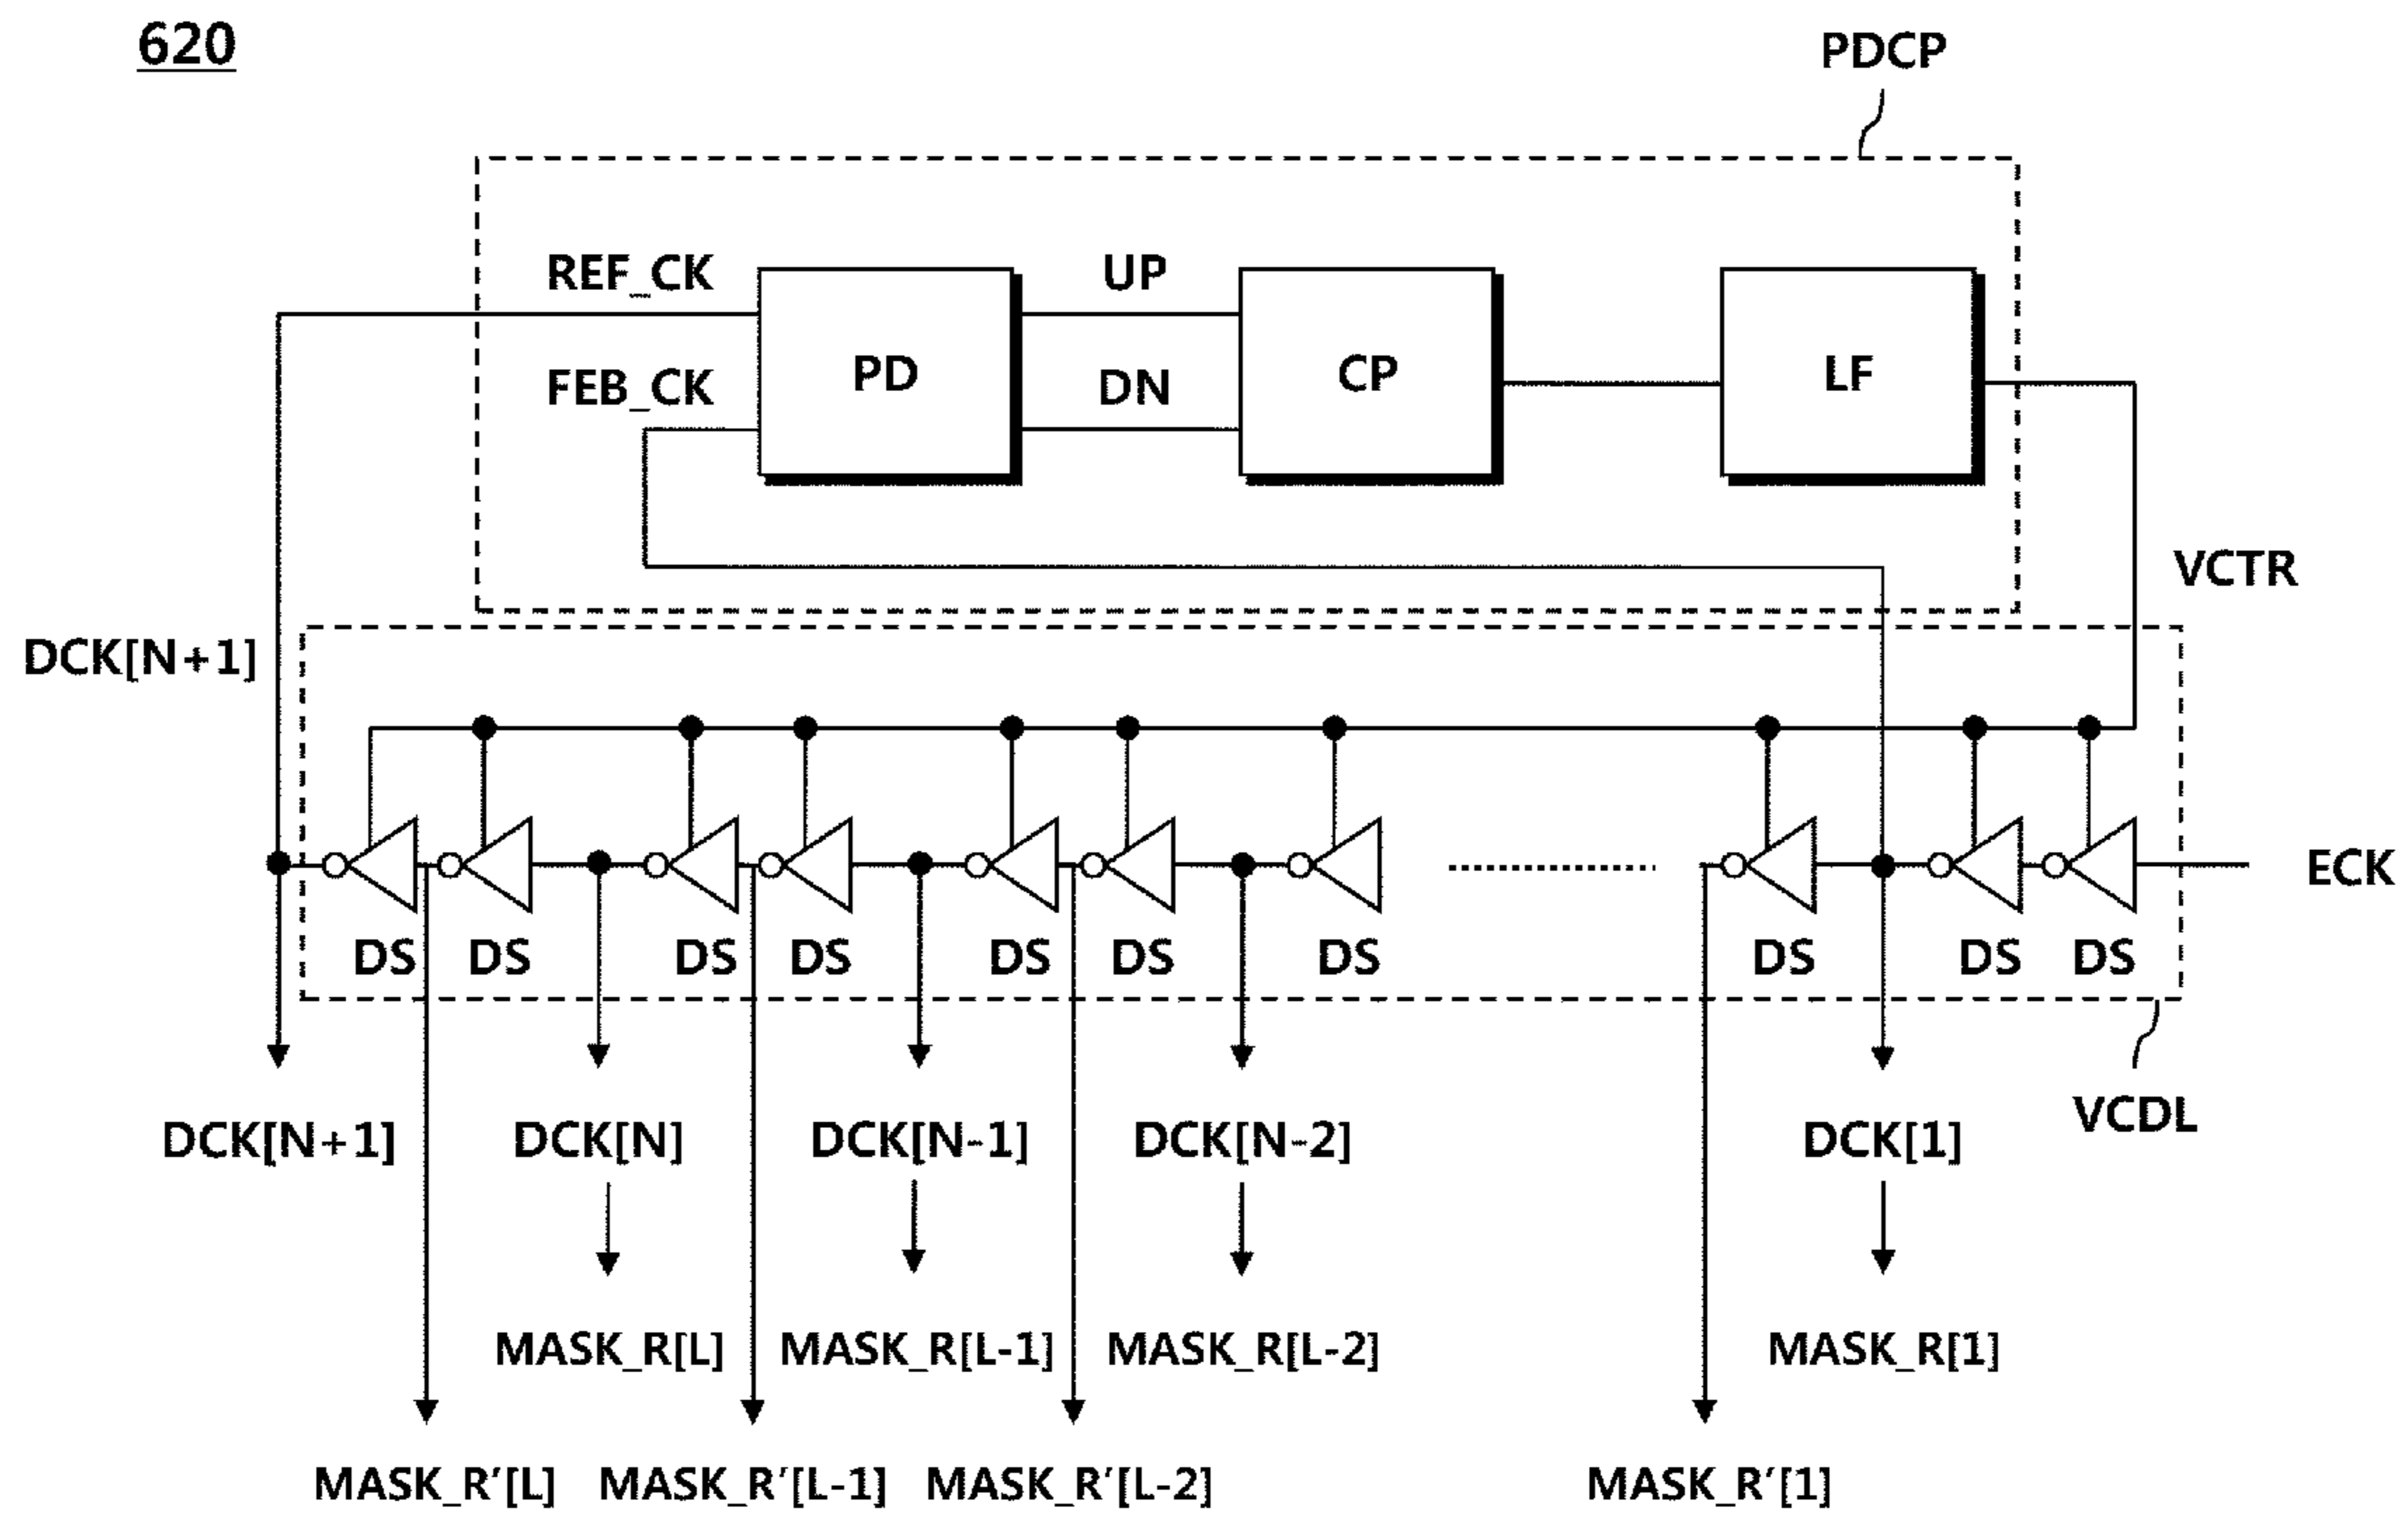 620
PDCP
REF_CK
UP
FEB_CK
PD
DN
CP
LF
VCTR
DCK[N+1]
ECK
DS DS DS DS DS DS DS DS DS DS
VCDL
DCK[N+1] DCK[N] DCK[N-1] DCK[N-2] DCK[1]
MASK_R[L] MASK_R[L-1] MASK_R[L-2] MASK_R[1]
MASK_R′[L] MASK_R′[L-1] MASK_R′[L-2] MASK_R′[1]